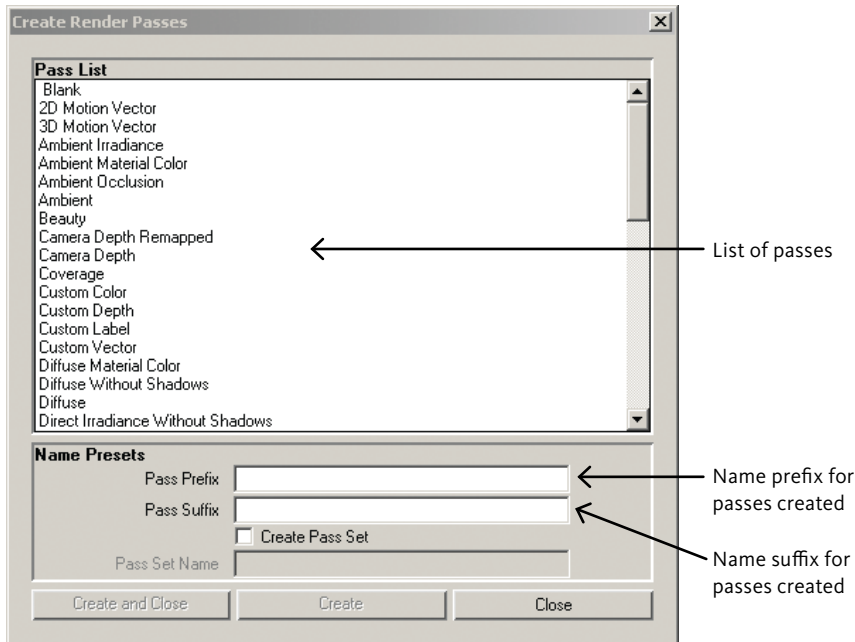 Create Render Passes
Pass List
Blank
2D Motion Vector
3D Motion Vector
Ambient Irradiance
Ambient Material Color
Ambient Occlusion
Ambient
Beauty
Camera Depth Remapped
Camera Depth
Coverage
Custom Color
Custom Depth
Custom Label
Custom Vector
Diffuse Material Color
Diffuse Without Shadows
Diffuse
Direct Irradiance Without Shadows
List of passes
Name Presets
Pass Prefix
Pass Suffix
Create Pass Set
Pass Set Name
Name prefix for
passes created
Name suffix for
passes created
Create and Close
Create
Close